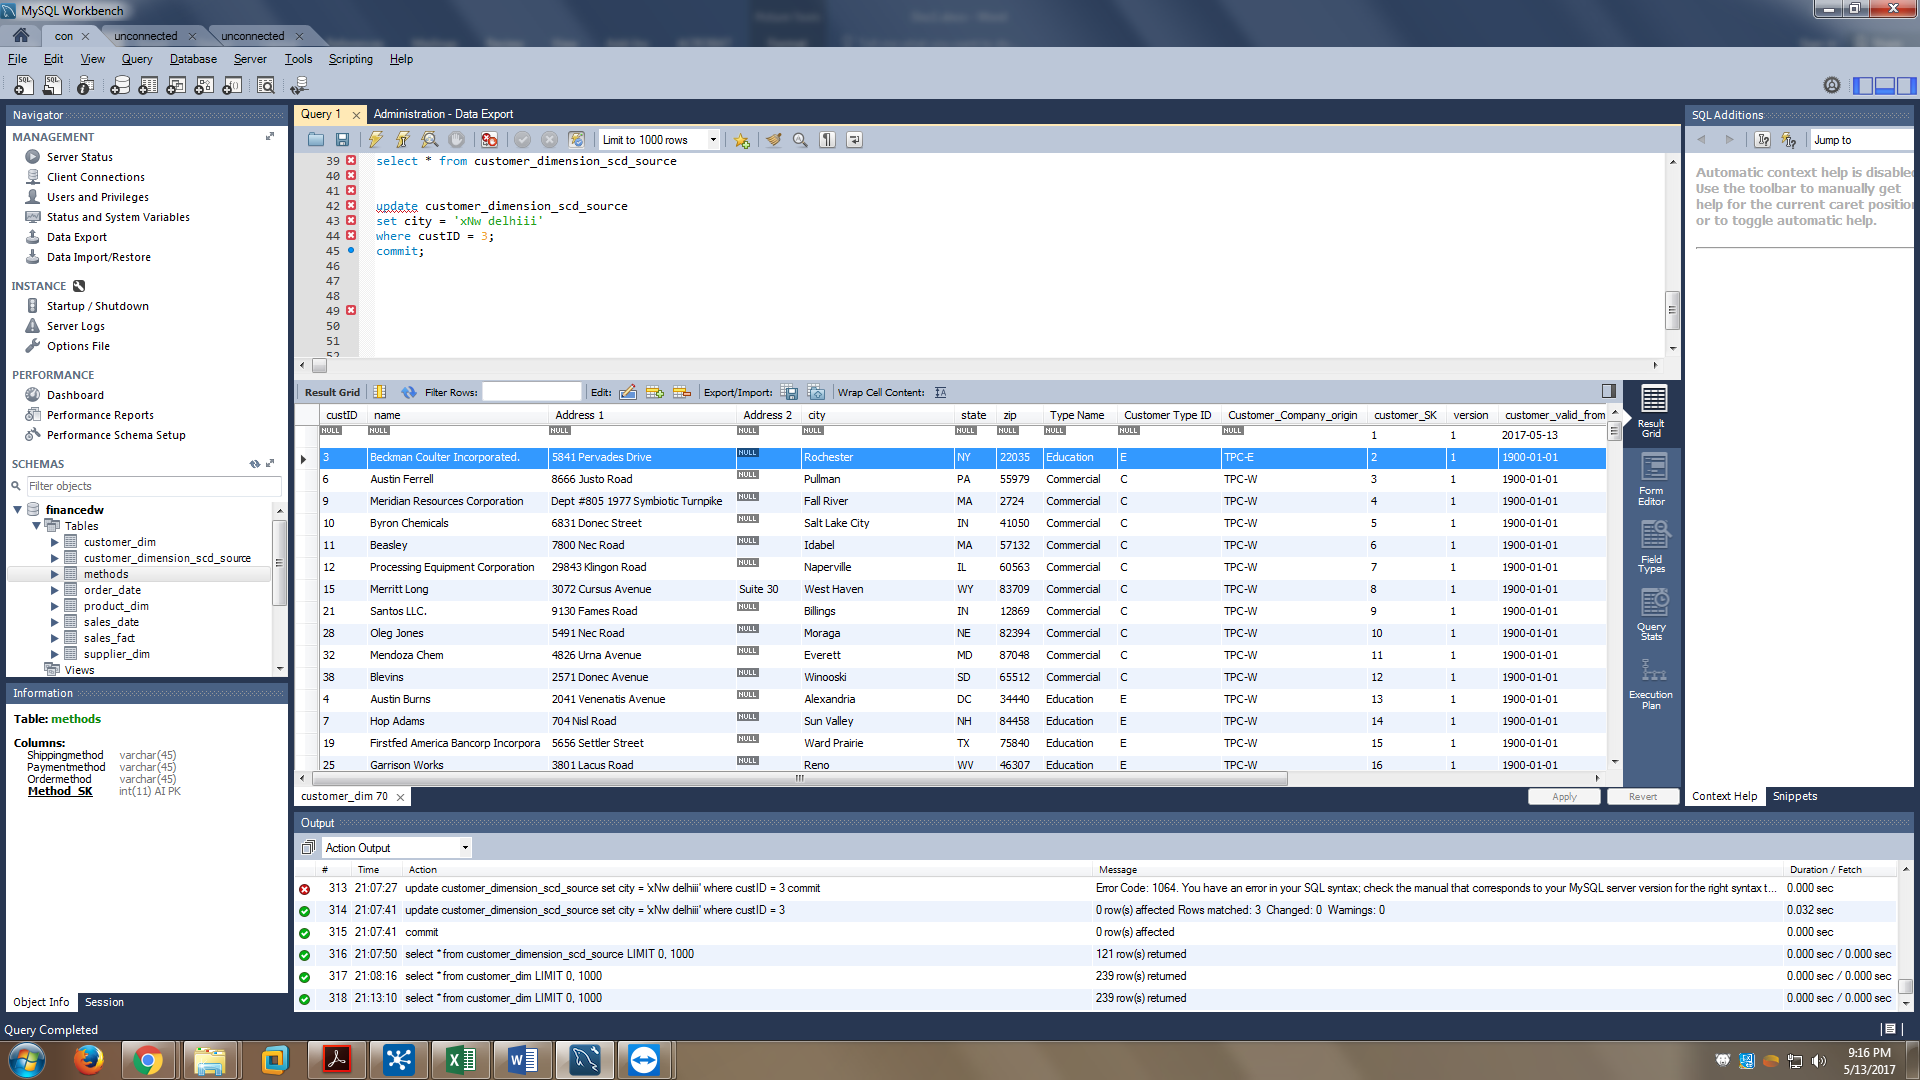 MySQL Workbench
con unconnected unconnected
File Edit View Query Database Server Tools Scripting Help
Navigator
MANAGEMENT
Server Status
Client Connections
Users and Privileges
Status and System Variables
Data Export
Data Import/Restore
INSTANCE
Startup / Shutdown
Server Logs
Options File
PERFORMANCE
Dashboard
Performance Reports
Performance Schema Setup
SCHEMAS
Filter objects
financedw
Tables
customer_dim
customer_dimension_scd_source
methods
order_date
product_dim
sales_date
sales_fact
supplier_dim
Views
Information
Table: methods
Columns:
Shippingmethod varchar(45)
Paymentmethod varchar(45)
Ordermethod varchar(45)
Method_SK int(11) AI PK
Object Info Session
Query 1 Administration - Data Export
Limit to 1000 rows
39 select * from customer_dimension_scd_source
40
41
42 update customer_dimension_scd_source
43 set city = 'xNw delhiii'
44 where custID = 3;
45 commit;
46
47
48
49
50
51
52
Result Grid Filter Rows: Edit: Export/Import: Wrap Cell Content:
custID name Address 1 Address 2 city state zip Type Name Customer Type ID Customer_Company_origin customer_SK version customer_valid_from
NULL NULL NULL NULL NULL NULL NULL NULL NULL NULL 1 1 2017-05-13
3 Beckman Coulter Incorporated. 5841 Pervades Drive NULL Rochester NY 22035 Education E TPC-E 2 1 1900-01-01
6 Austin Ferrell 8666 Justo Road NULL Pullman PA 55979 Commercial C TPC-W 3 1 1900-01-01
9 Meridian Resources Corporation Dept #805 1977 Symbiotic Turnpike NULL Fall River MA 2724 Commercial C TPC-W 4 1 1900-01-01
10 Byron Chemicals 6831 Donec Street NULL Salt Lake City IN 41050 Commercial C TPC-W 5 1 1900-01-01
11 Beasley 7800 Nec Road NULL Idabel MA 57132 Commercial C TPC-W 6 1 1900-01-01
12 Processing Equipment Corporation 29843 Klingon Road NULL Naperville IL 60563 Commercial C TPC-W 7 1 1900-01-01
15 Merritt Long 3072 Cursus Avenue Suite 30 West Haven WY 83709 Commercial C TPC-W 8 1 1900-01-01
21 Santos LLC. 9130 Fames Road NULL Billings IN 12869 Commercial C TPC-W 9 1 1900-01-01
28 Oleg Jones 5491 Nec Road NULL Moraga NE 82394 Commercial C TPC-W 10 1 1900-01-01
32 Mendoza Chem 4826 Urna Avenue NULL Everett MD 87048 Commercial C TPC-W 11 1 1900-01-01
38 Blevins 2571 Donec Avenue NULL Winooski SD 65512 Commercial C TPC-W 12 1 1900-01-01
4 Austin Burns 2041 Venenatis Avenue NULL Alexandria DC 34440 Education E TPC-W 13 1 1900-01-01
7 Hop Adams 704 Nisl Road NULL Sun Valley NH 84458 Education E TPC-W 14 1 1900-01-01
19 Firstfed America Bancorp Incorpora 5656 Settler Street NULL Ward Prairie TX 75840 Education E TPC-W 15 1 1900-01-01
25 Garrison Works 3801 Lacus Road NULL Reno WV 46307 Education E TPC-W 16 1 1900-01-01
Result Grid
Form Editor
Field Types
Query Stats
Execution Plan
customer_dim 70 Apply Revert
SQL Additions
Jump to
Automatic context help is disabled
Use the toolbar to manually get
help for the current caret position
or to toggle automatic help.
Context Help Snippets
Output
Action Output
# Time Action Message Duration / Fetch
313 21:07:27 update customer_dimension_scd_source set city = 'xNw delhiii' where custID = 3 commit Error Code: 1064. You have an error in your SQL syntax; check the manual that corresponds to your MySQL server version for the right syntax t... 0.000 sec
314 21:07:41 update customer_dimension_scd_source set city = 'xNw delhiii' where custID = 3 0 row(s) affected Rows matched: 3 Changed: 0 Warnings: 0 0.032 sec
315 21:07:41 commit 0 row(s) affected 0.000 sec
316 21:07:50 select * from customer_dimension_scd_source LIMIT 0, 1000 121 row(s) returned 0.000 sec / 0.000 sec
317 21:08:16 select * from customer_dim LIMIT 0, 1000 239 row(s) returned 0.000 sec / 0.000 sec
318 21:13:10 select * from customer_dim LIMIT 0, 1000 239 row(s) returned 0.000 sec / 0.000 sec
Query Completed
9:16 PM
5/13/2017